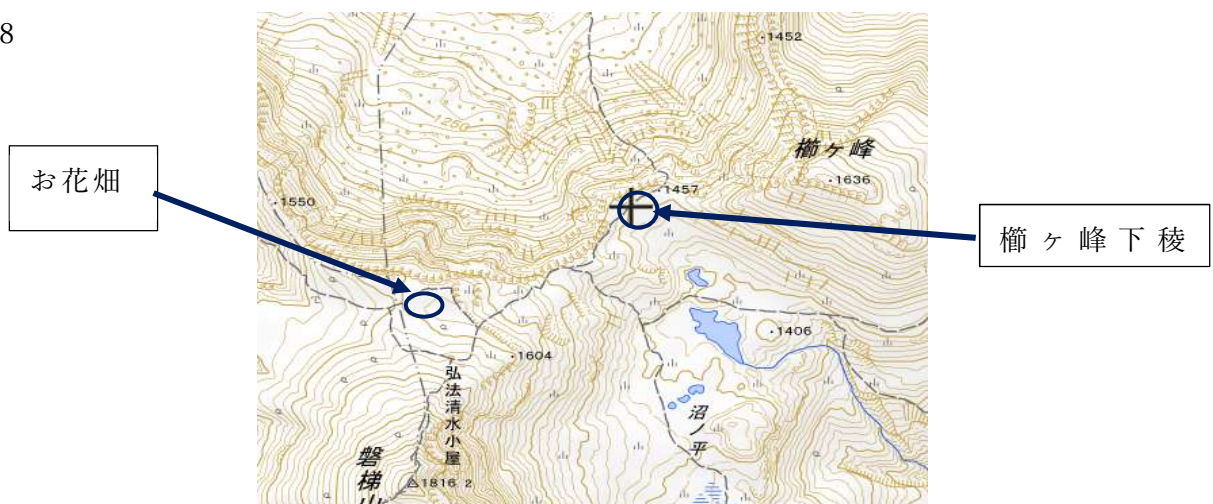 8
お花畑
櫛ヶ峰下稜
・1452
1250
櫛ヶ峰
・1636
・1457
・1550
・1406
・1604
弘法清水小屋
沼ノ平
磐梯山
△1816 2